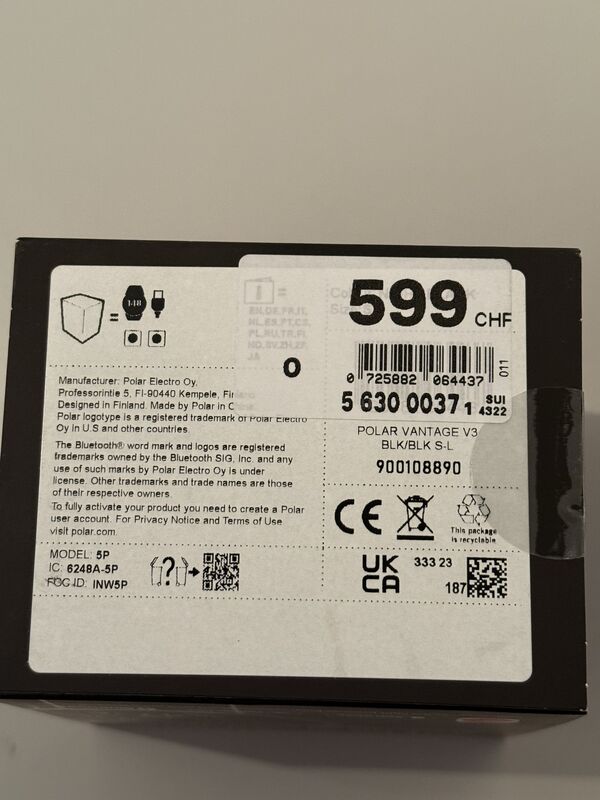 148
=
=
Co
Siz
K
EN,DE,FR,IT,
NL,ES,PT,CS,
PL,RU,TR,FI,
NO,SV,ZH,ZF,
JA
0
599 CHF
0 725882 064437
011
5 630 0037 1 SUI
4322
Manufacturer: Polar Electro Oy,
Professorintie 5, FI-90440 Kempele, Fin
Designed in Finland. Made by Polar in C
Polar logotype is a registered trademark of Polar Electro
Oy in U.S and other countries.
The Bluetooth® word mark and logos are registered
trademarks owned by the Bluetooth SIG, Inc. and any
use of such marks by Polar Electro Oy is under
license. Other trademarks and trade names are those
of their respective owners.
To fully activate your product you need to create a Polar
user account. For Privacy Notice and Terms of Use
visit polar.com
MODEL: 5P
IC: 6248A-5P
FCC ID: INW5P
?
POLAR VANTAGE V3
BLK/BLK S-L
900108890
CE
This package
is recyclable
UK
CA
333 23
187